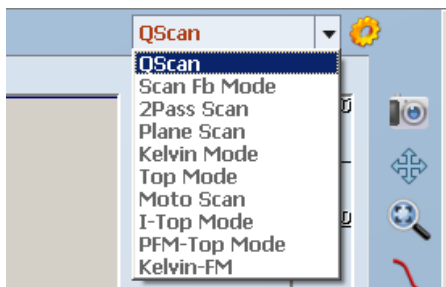 QScan
QScan
Scan Fb Mode
2Pass Scan
Plane Scan
Kelvin Mode
Top Mode
Moto Scan
I-Top Mode
PFM-Top Mode
Kelvin-FM